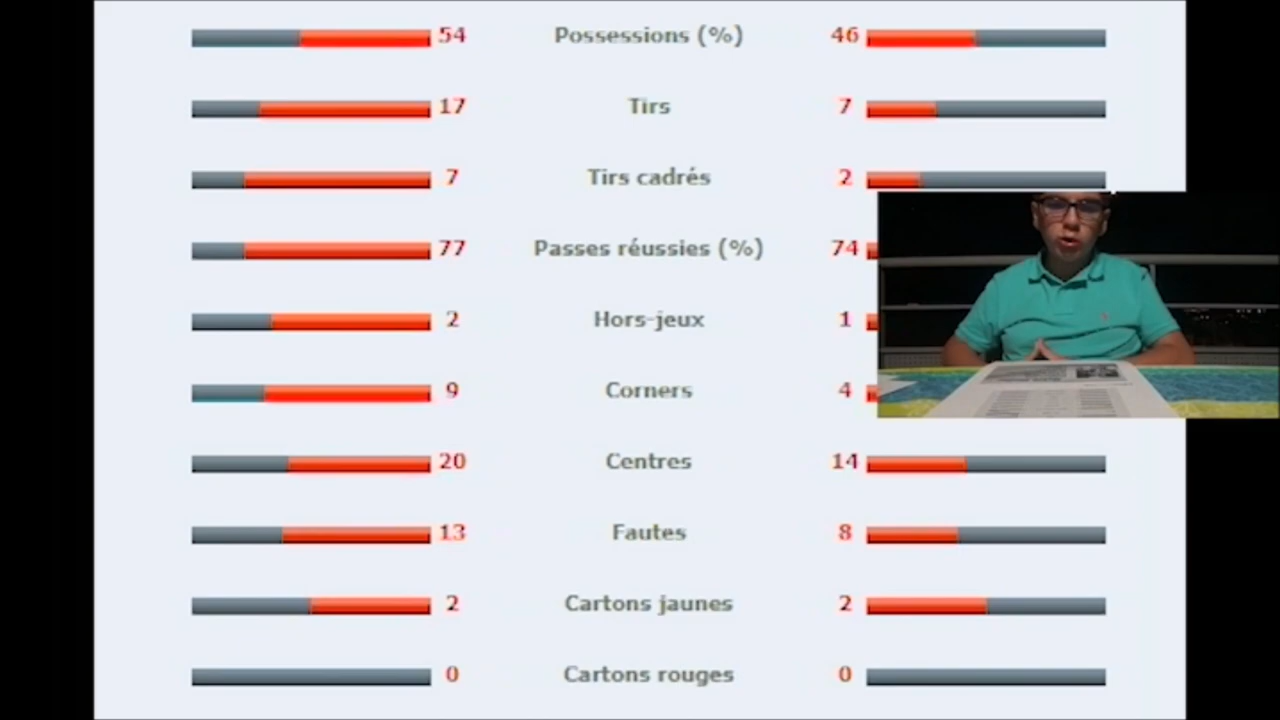 54 Possessions (%) 46
17 Tirs 7
7 Tirs cadrés 2
77 Passes réussies (%) 74
2 Hors-jeux 1
9 Corners 4
20 Centres 14
13 Fautes 8
2 Cartons jaunes 2
0 Cartons rouges 0